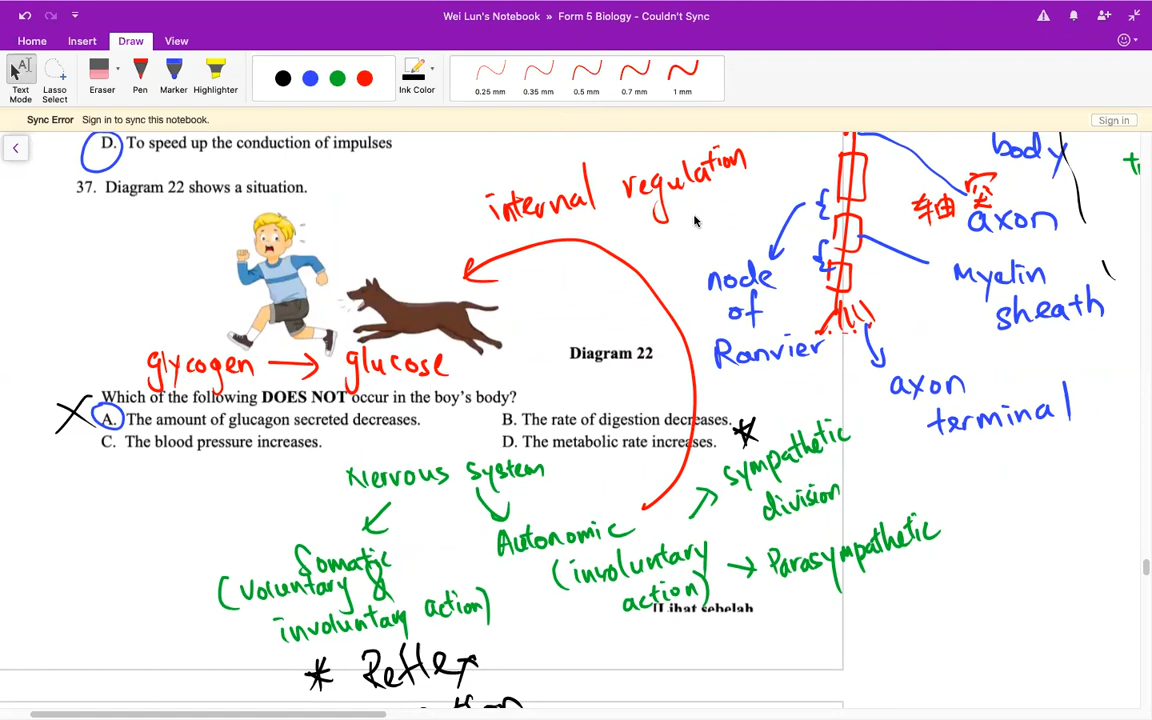 Wei Lun's Notebook » Form 5 Biology - Couldn't Sync
Home Insert Draw View
Text Mode
Lasso Select
Eraser
Pen
Marker
Highlighter
Ink Color
0.25 mm 0.35 mm 0.5 mm 0.7 mm 1 mm
Sync Error Sign in to sync this notebook.
Sign in
D. To speed up the conduction of impulses
37. Diagram 22 shows a situation.
internal regulation
body
轴突
axon
node
of
Ranvier
Myelin
sheath
axon
terminal
Diagram 22
glycogen → glucose
Which of the following DOES NOT occur in the boy's body?
A. The amount of glucagon secreted decreases.
B. The rate of digestion decreases.
C. The blood pressure increases.
D. The metabolic rate increases.
Nervous system
Somatic
(voluntary &
involuntary action)
Autonomic
(involuntary
action)
sympathetic
division
→ Parasympathetic
* Reflex